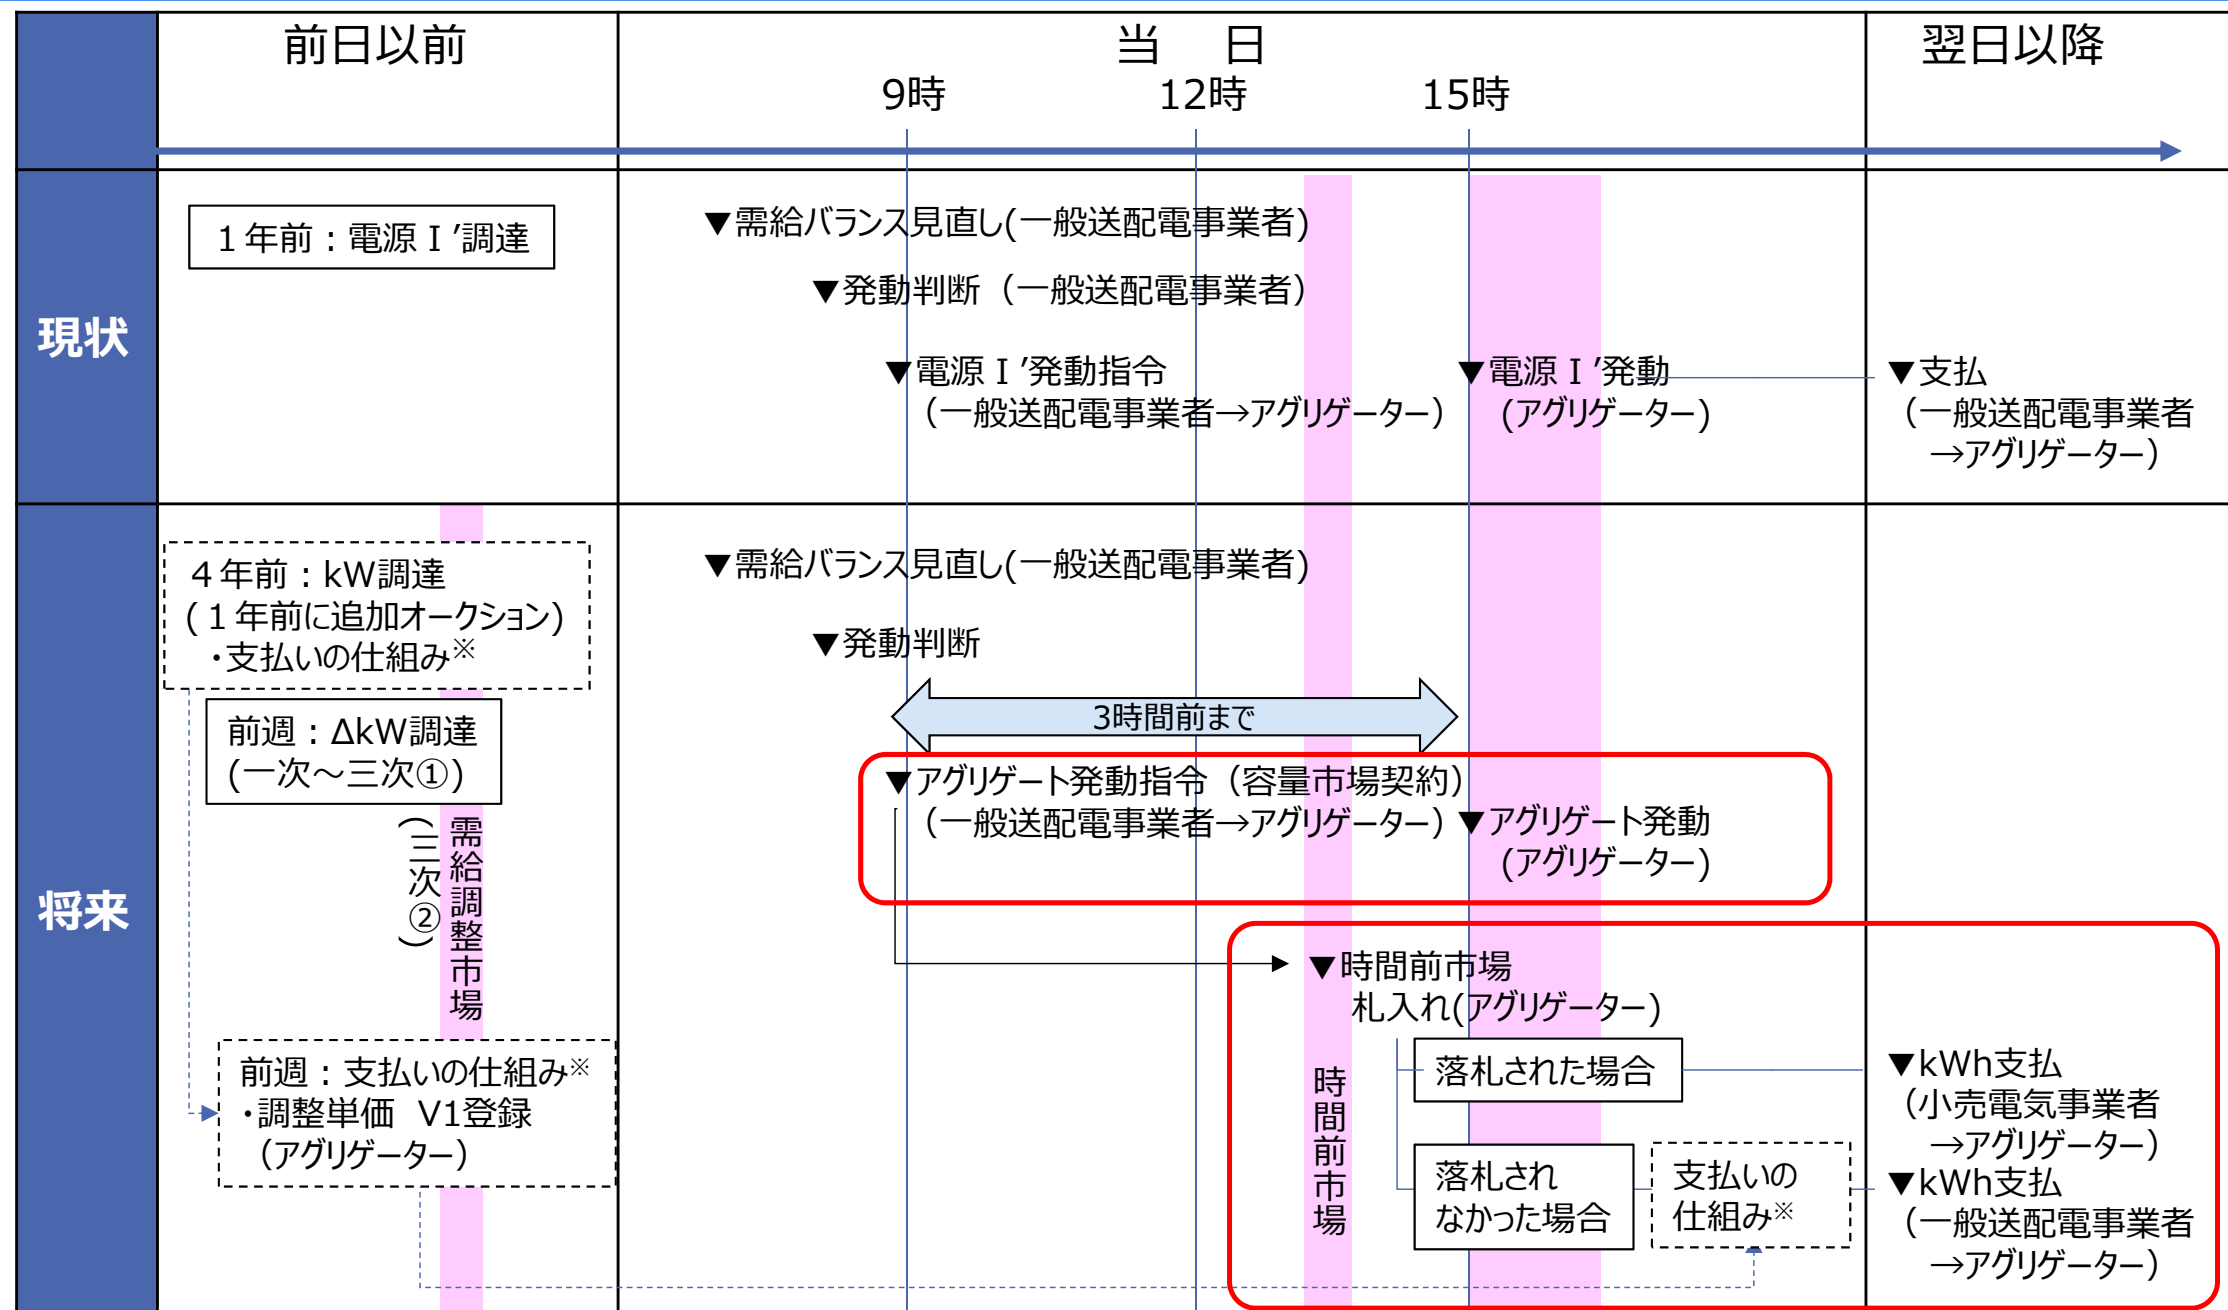 前日以前
当　日
翌日以降
9時
12時
15時
現状
１年前：電源Ⅰ′調達
▼需給バランス見直し(一般送配電事業者)
▼発動判断（一般送配電事業者）
▼電源Ⅰ′発動指令
（一般送配電事業者→アグリゲーター）
▼電源Ⅰ′発動
(アグリゲーター)
▼支払
（一般送配電事業者
→アグリゲーター）
将来
４年前：kW調達
(１年前に追加オークション)
・支払いの仕組み※
前週：ΔkW調達
(一次～三次①)
需給調整市場
(三次②)
前週：支払いの仕組み※
・調整単価　V1登録
（アグリゲーター）
▼需給バランス見直し(一般送配電事業者)
▼発動判断
3時間前まで
▼アグリゲート発動指令（容量市場契約）
（一般送配電事業者→アグリゲーター）
▼アグリゲート発動
(アグリゲーター)
▼時間前市場
札入れ(アグリゲーター)
時間前市場
落札された場合
落札され
なかった場合
支払いの
仕組み※
▼kWh支払
（小売電気事業者
→アグリゲーター）
▼kWh支払
（一般送配電事業者
→アグリゲーター）